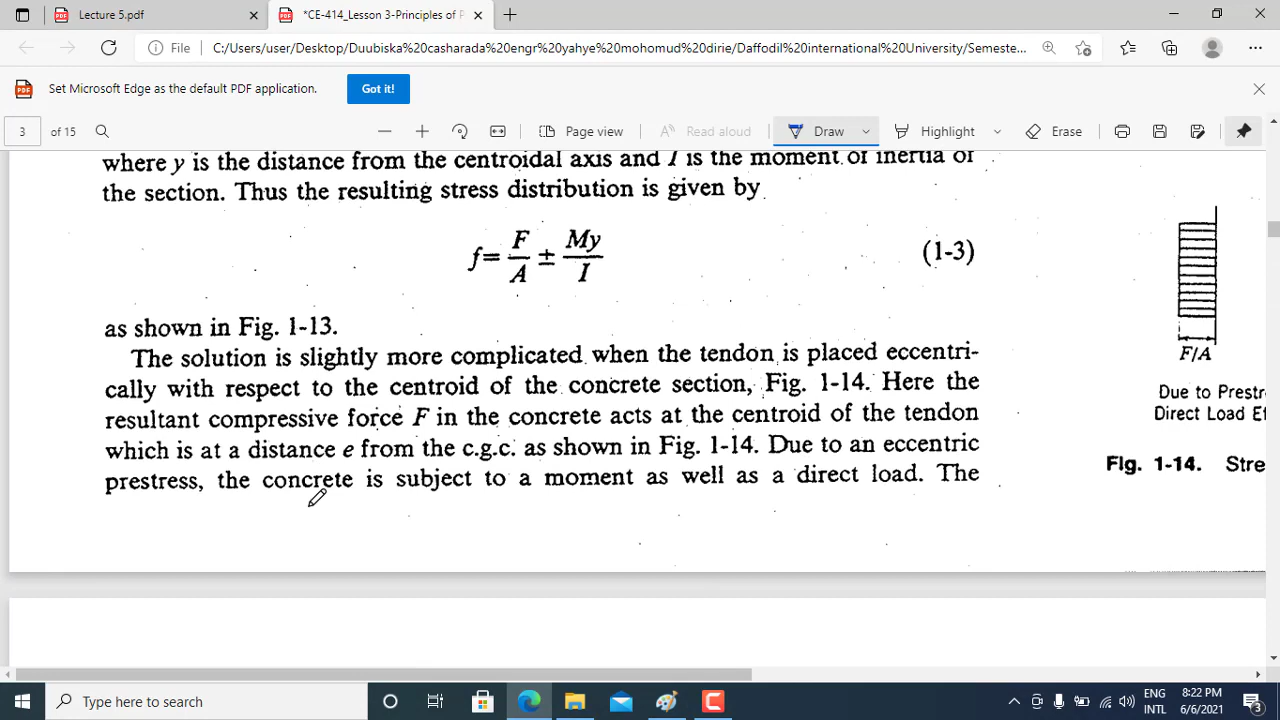 Lecture 5.pdf
*CE-414_Lesson 3-Principles of P
File
C:/Users/user/Desktop/Duubiska%20casharada%20engr%20yahye%20mohomud%20dirie/Daffodil%20international%20University/Semeste...
Set Microsoft Edge as the default PDF application.
Got it!
3 of 15
Page view
Read aloud
Draw
Highlight
Erase
where y is the distance from the centroidal axis and I is the moment of inertia of
the section. Thus the resulting stress distribution is given by
f= F/A ± My/I (1-3)
as shown in Fig. 1-13.
The solution is slightly more complicated when the tendon is placed eccentri-
cally with respect to the centroid of the concrete section, Fig. 1-14. Here the
resultant compressive force F in the concrete acts at the centroid of the tendon
which is at a distance e from the c.g.c. as shown in Fig. 1-14. Due to an eccentric
prestress, the concrete is subject to a moment as well as a direct load. The
F/A
Due to Prestr
Direct Load Ef
Fig. 1-14. Stre
Type here to search
ENG
INTL
8:22 PM
6/6/2021
3